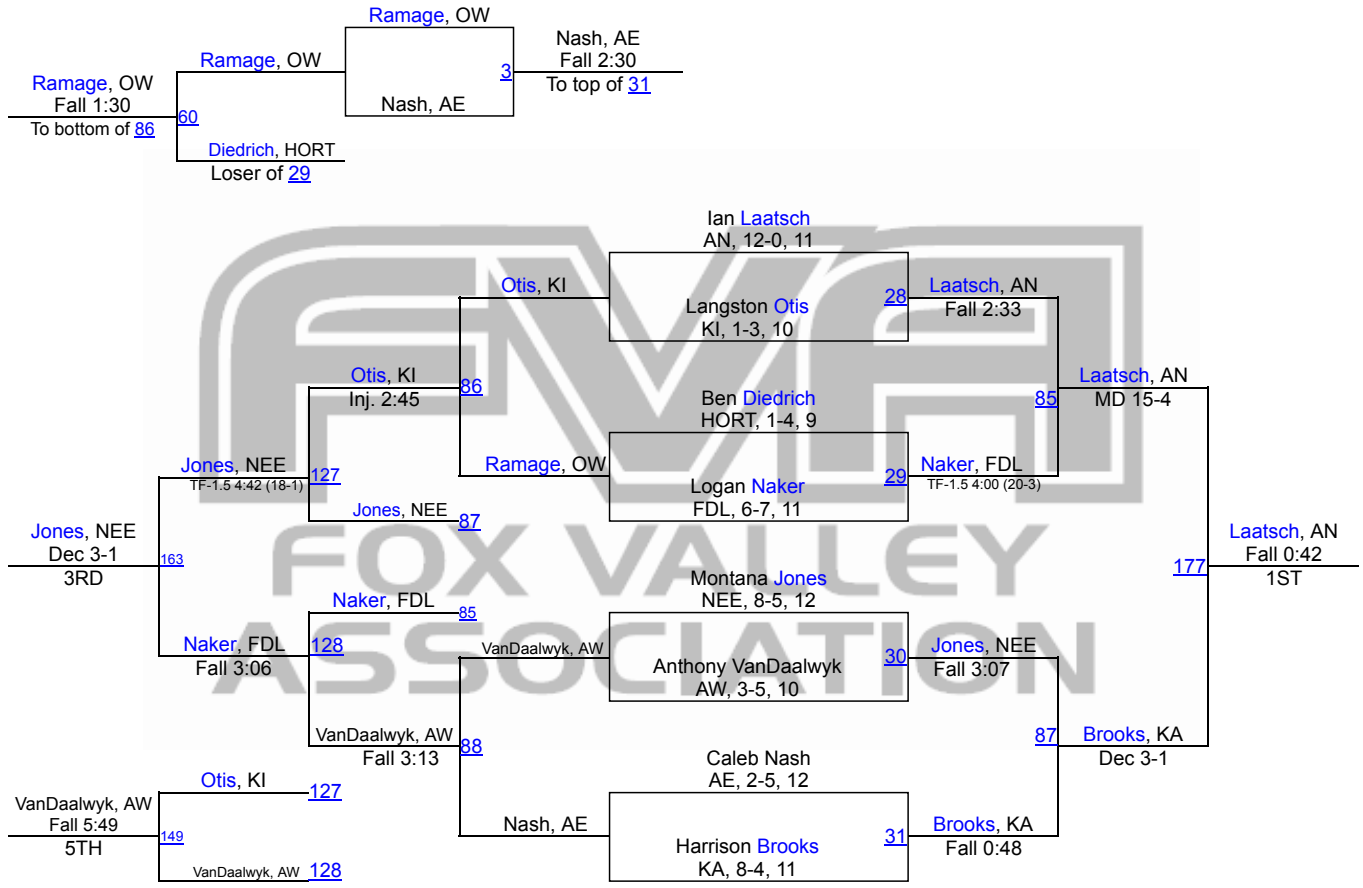 Ramage, OW
Nash, AE
3
Nash, AE
Fall 2:30
To top of 31
Ramage, OW
Ramage, OW
Fall 1:30
To bottom of 86
60
Diedrich, HORT
Loser of 29
Ian Laatsch
AN, 12-0, 11
Langston Otis
KI, 1-3, 10
28
Laatsch, AN
Fall 2:33
Otis, KI
Ben Diedrich
HORT, 1-4, 9
Logan Naker
FDL, 6-7, 11
29
Naker, FDL
TF-1.5 4:00 (20-3)
Ramage, OW
Otis, KI
Inj. 2:45
86
85
Laatsch, AN
MD 15-4
Jones, NEE
TF-1.5 4:42 (18-1)
127
Jones, NEE
87
Jones, NEE
Dec 3-1
3RD
163
FVA
FOX VALLEY
ASSOCIATION
177
Laatsch, AN
Fall 0:42
1ST
Montana Jones
NEE, 8-5, 12
Anthony VanDaalwyk
AW, 3-5, 10
30
Jones, NEE
Fall 3:07
VanDaalwyk, AW
Naker, FDL
85
Naker, FDL
Fall 3:06
128
VanDaalwyk, AW
Fall 3:13
88
87
Brooks, KA
Dec 3-1
Caleb Nash
AE, 2-5, 12
Harrison Brooks
KA, 8-4, 11
31
Brooks, KA
Fall 0:48
Nash, AE
Otis, KI
127
VanDaalwyk, AW
Fall 5:49
5TH
149
VanDaalwyk, AW
128